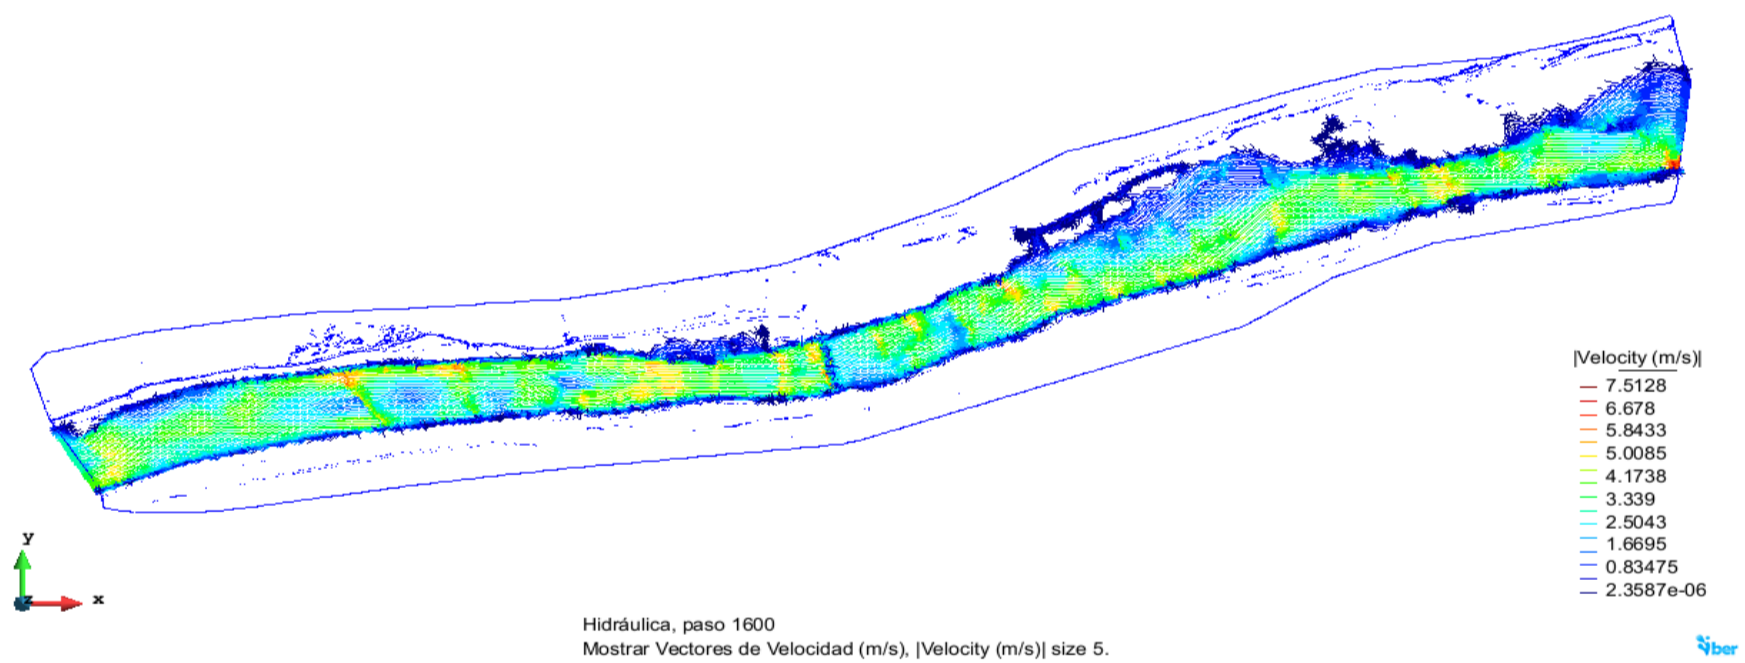 |Velocity (m/s)|
7.5128
6.678
5.8433
5.0085
4.1738
3.339
2.5043
1.6695
0.83475
2.3587e-06
y
z
x
Hidráulica, paso 1600
Mostrar Vectores de Velocidad (m/s), |Velocity (m/s)| size 5.
iber